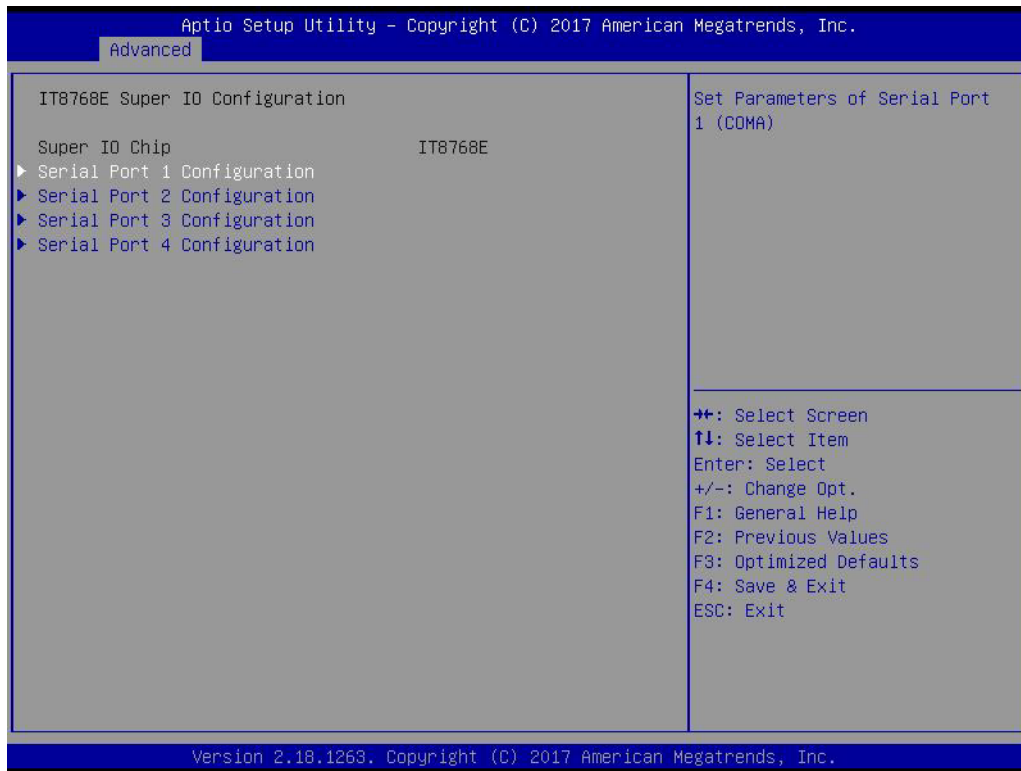 Aptio Setup Utility – Copyright (C) 2017 American Megatrends, Inc.
Advanced
IT8768E Super IO Configuration
Super IO Chip IT8768E
Serial Port 1 Configuration
Serial Port 2 Configuration
Serial Port 3 Configuration
Serial Port 4 Configuration
Set Parameters of Serial Port
1 (COMA)
→←: Select Screen
↑↓: Select Item
Enter: Select
+/-: Change Opt.
F1: General Help
F2: Previous Values
F3: Optimized Defaults
F4: Save & Exit
ESC: Exit
Version 2.18.1263. Copyright (C) 2017 American Megatrends, Inc.